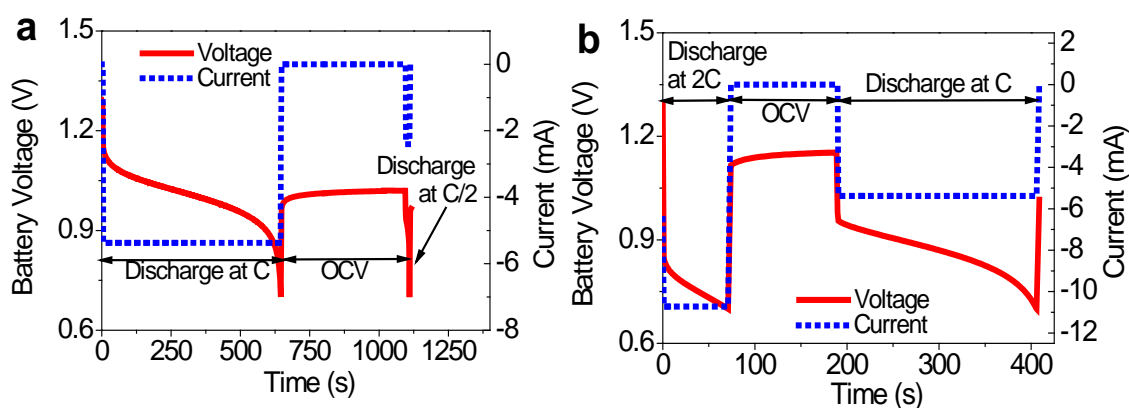 a
Voltage
Current
Discharge
at C/2
Discharge at C
OCV
1.5
1.2
0.9
0.6
Battery Voltage (V)
0
-2
-4
-6
-8
Current (mA)
0 250 500 750 1000 1250
Time (s)
b
Discharge
at 2C
OCV
Discharge at C
Voltage
Current
1.5
1.2
0.9
0.6
Battery Voltage (V)
2
0
-2
-4
-6
-8
-10
-12
Current (mA)
0 100 200 300 400
Time (s)